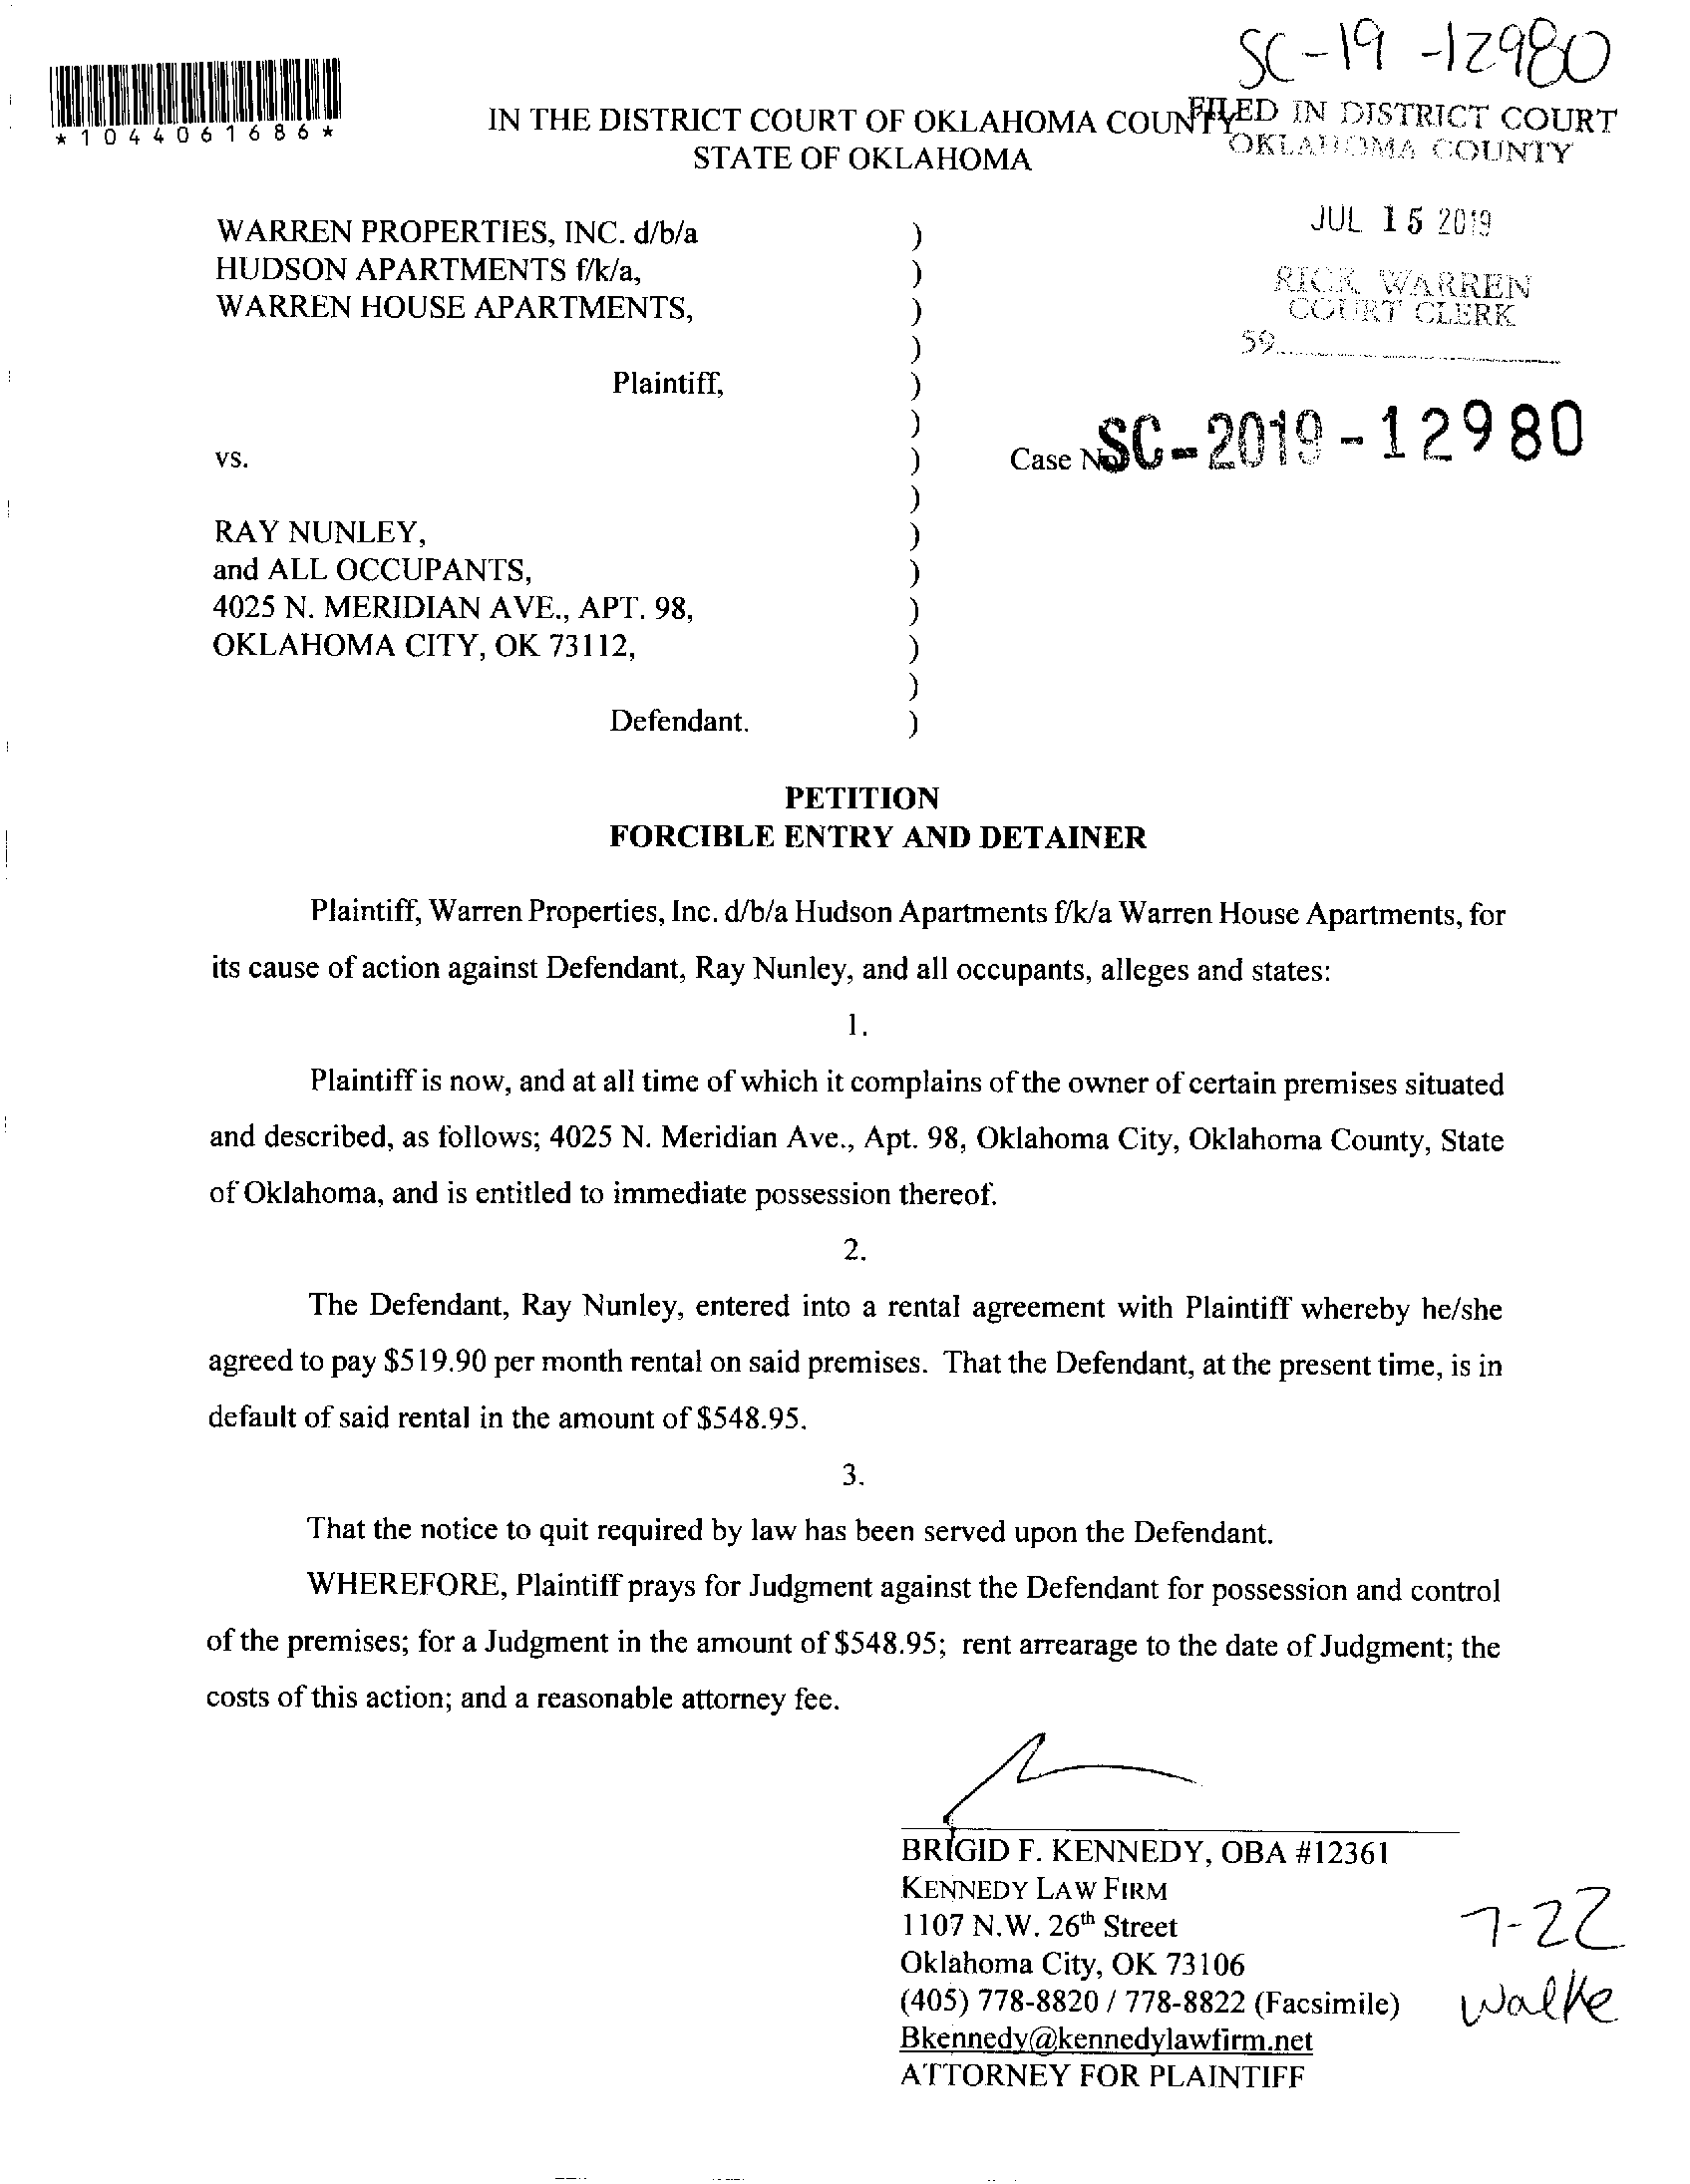 SC-19-12980
*1044061686*
IN THE DISTRICT COURT OF OKLAHOMA COUNTY
STATE OF OKLAHOMA
FILED IN DISTRICT COURT
OKLAHOMA COUNTY
JUL 15 2019
RICK WARREN
COURT CLERK
59
WARREN PROPERTIES, INC. d/b/a )
HUDSON APARTMENTS f/k/a, )
WARREN HOUSE APARTMENTS, )
)
Plaintiff, )
)
vs. ) Case No. SC-2019-12980
)
RAY NUNLEY, )
and ALL OCCUPANTS, )
4025 N. MERIDIAN AVE., APT. 98, )
OKLAHOMA CITY, OK 73112, )
)
Defendant. )
PETITION
FORCIBLE ENTRY AND DETAINER
Plaintiff, Warren Properties, Inc. d/b/a Hudson Apartments f/k/a Warren House Apartments, for
its cause of action against Defendant, Ray Nunley, and all occupants, alleges and states:
1.
Plaintiff is now, and at all time of which it complains of the owner of certain premises situated
and described, as follows; 4025 N. Meridian Ave., Apt. 98, Oklahoma City, Oklahoma County, State
of Oklahoma, and is entitled to immediate possession thereof.
2.
The Defendant, Ray Nunley, entered into a rental agreement with Plaintiff whereby he/she
agreed to pay $519.90 per month rental on said premises. That the Defendant, at the present time, is in
default of said rental in the amount of $548.95.
3.
That the notice to quit required by law has been served upon the Defendant.
WHEREFORE, Plaintiff prays for Judgment against the Defendant for possession and control
of the premises; for a Judgment in the amount of $548.95; rent arrearage to the date of Judgment; the
costs of this action; and a reasonable attorney fee.
BRIGID F. KENNEDY, OBA #12361
KENNEDY LAW FIRM
1107 N.W. 26th Street
Oklahoma City, OK 73106
(405) 778-8820 / 778-8822 (Facsimile)
Bkennedy@kennedylawfirm.net
ATTORNEY FOR PLAINTIFF
7-22
Walke